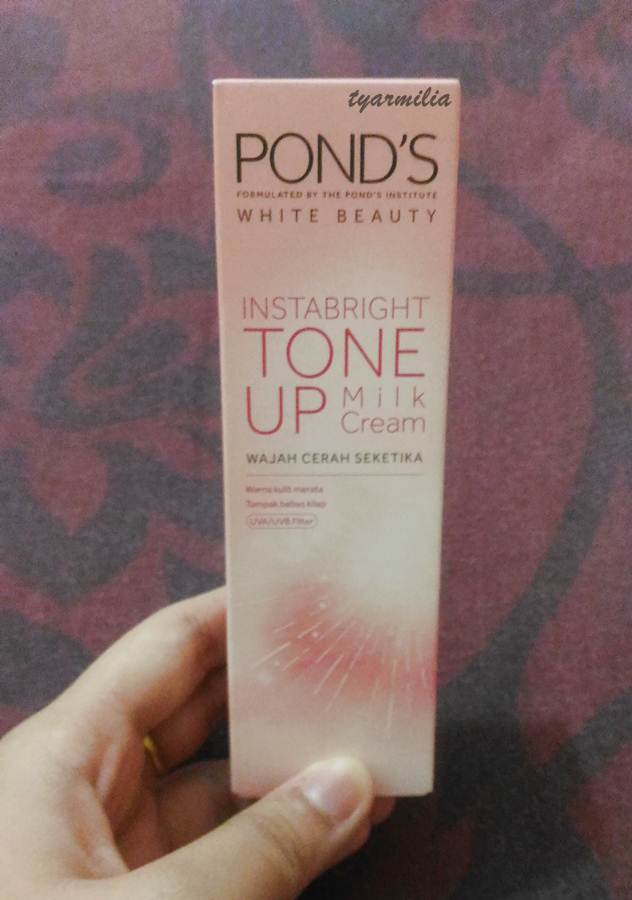 tyarmilia
POND'S
FORMULATED BY THE POND'S INSTITUTE
WHITE BEAUTY
INSTABRIGHT
TONE
UP Milk
Cream
WAJAH CERAH SEKETIKA
Warna kulit merata
Tampak bebas kilap
UVA/UVB Filter